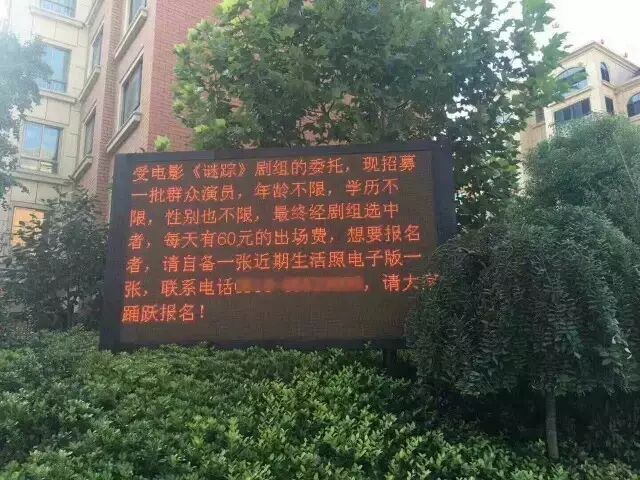 受电影《谜踪》剧组的委托，现招募
一批群众演员，年龄不限，学历不
限，性别也不限，最终经剧组选中
者，每天有60元的出场费，想要报名
者，请自备一张近期生活照电子版一
张，联系电话，请大
踊跃报名！